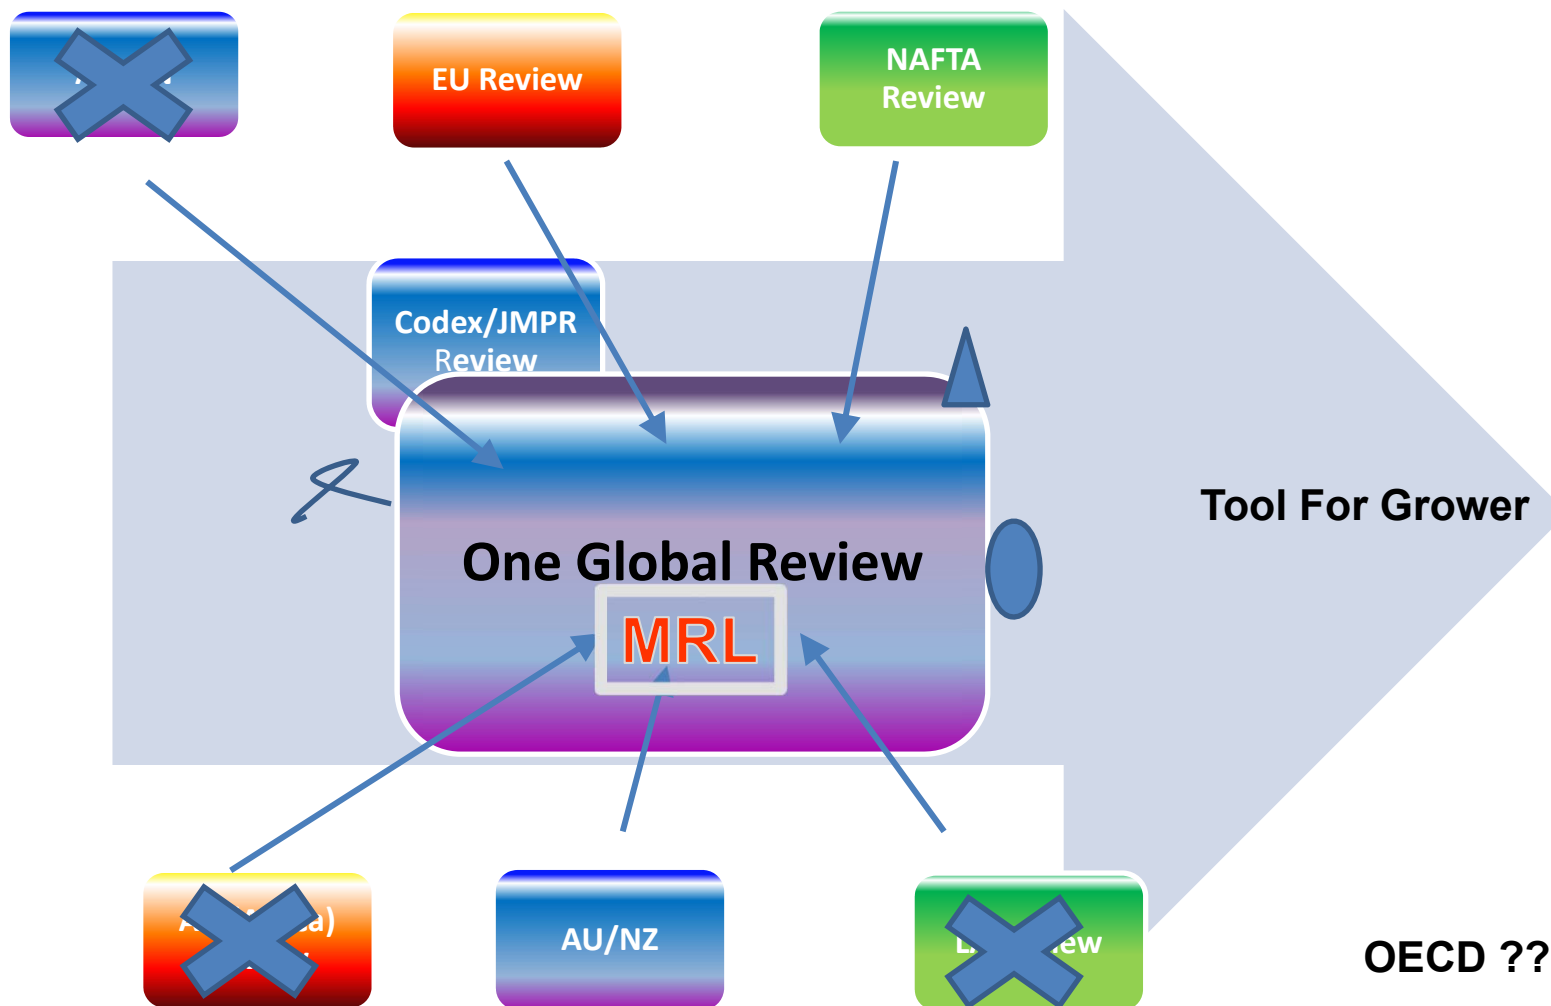 EU Review
NAFTA
Review
Codex/JMPR
Review
One Global Review
MRL
Tool For Grower
AU/NZ
OECD ??